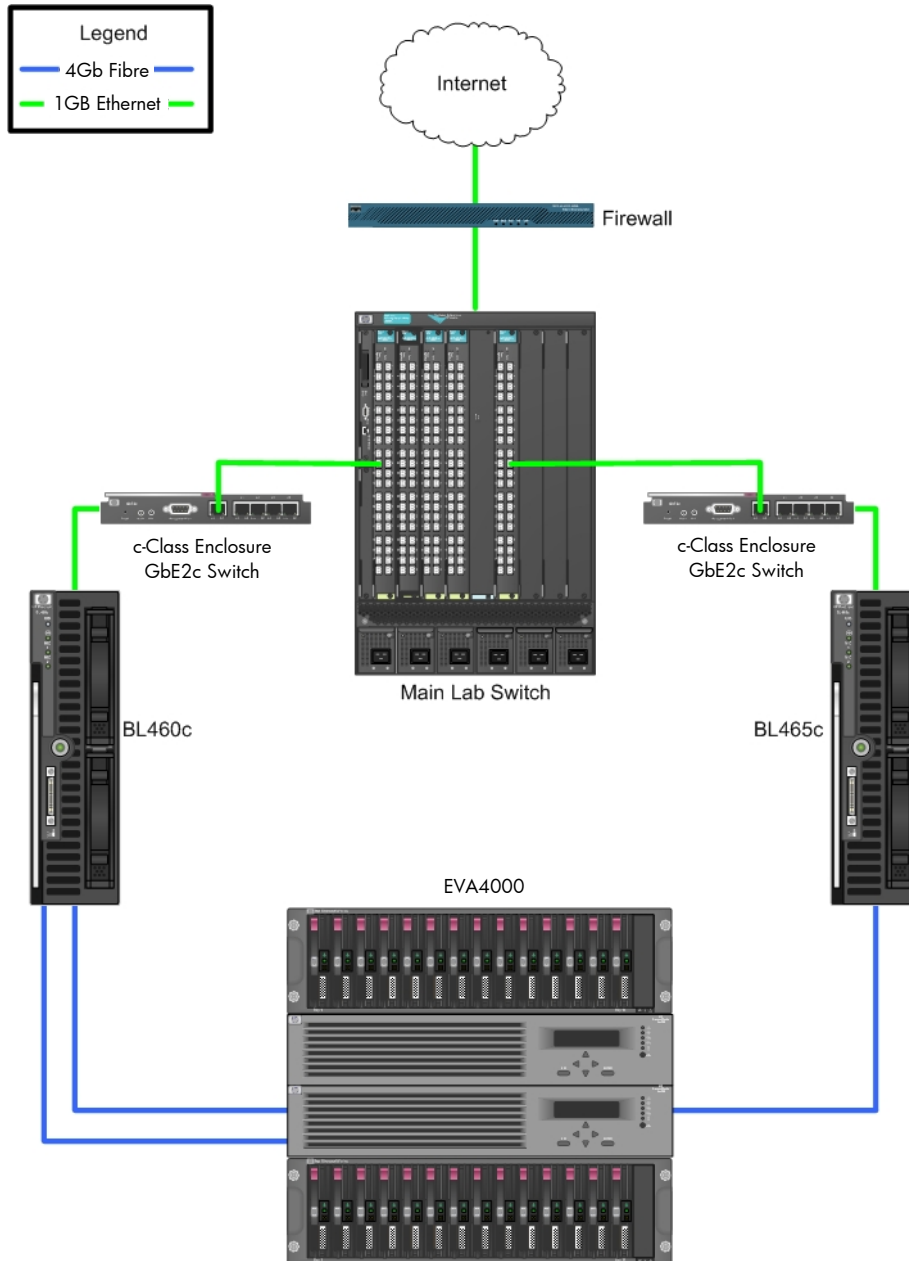 Legend
4Gb Fibre
1GB Ethernet
Internet
Firewall
c-Class Enclosure
GbE2c Switch
c-Class Enclosure
GbE2c Switch
Main Lab Switch
BL460c
BL465c
EVA4000